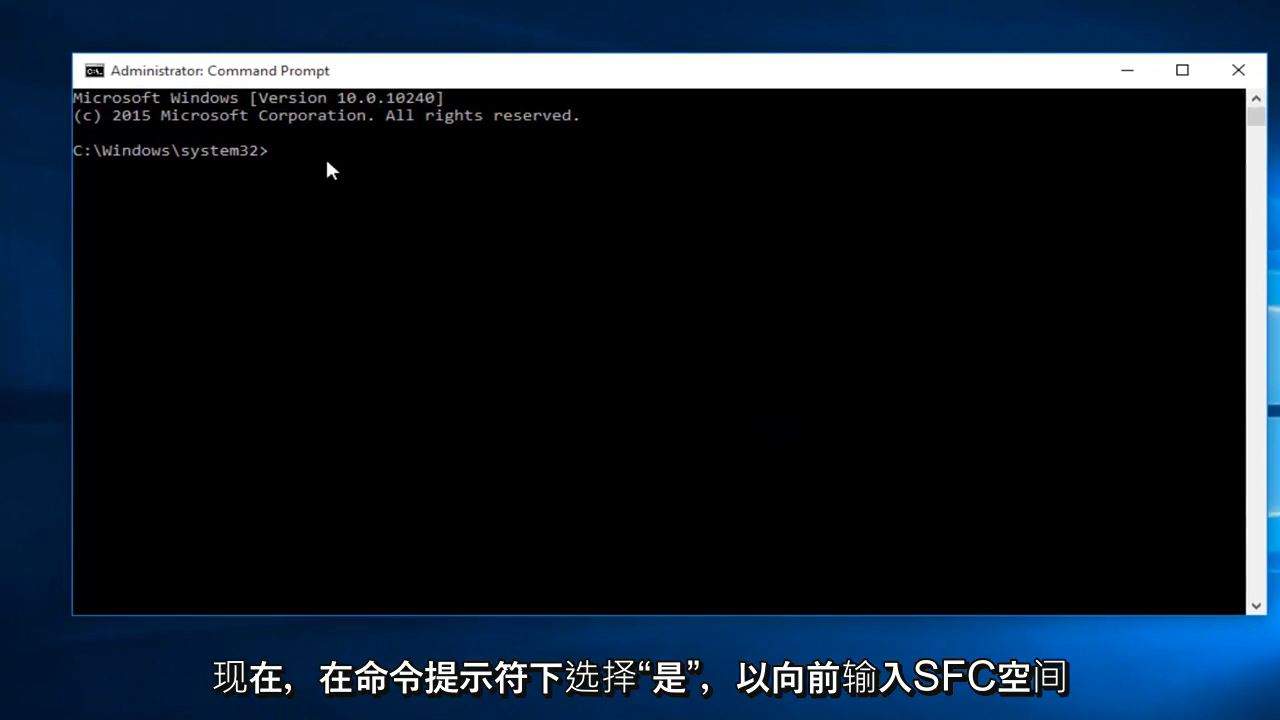 Administrator: Command Prompt
Microsoft Windows [Version 10.0.10240]
(c) 2015 Microsoft Corporation. All rights reserved.
C:\Windows\system32>
现在，在命令提示符下选择“是”，以向前输入SFC空间